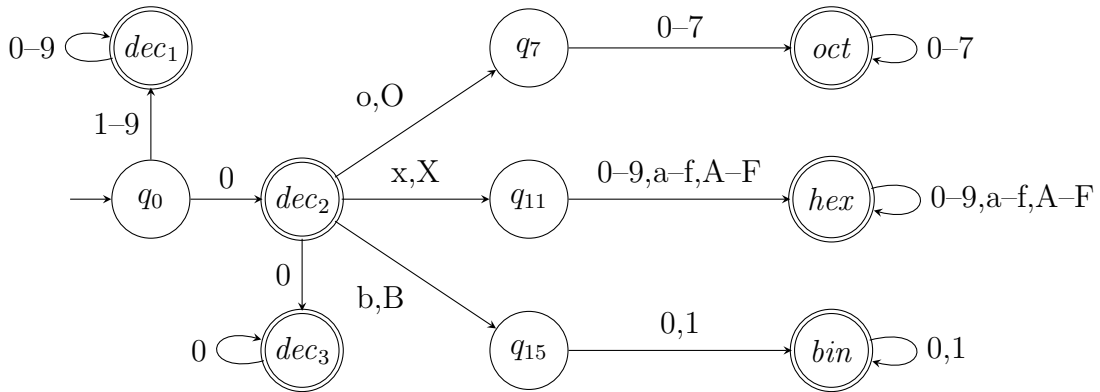 0–9 dec₁ q₇ 0–7 oct 0–7
o,O
1–9
q₀ 0 dec₂ x,X q₁₁ 0–9,a–f,A–F hex 0–9,a–f,A–F
0
b,B
0 dec₃ q₁₅ 0,1 bin 0,1